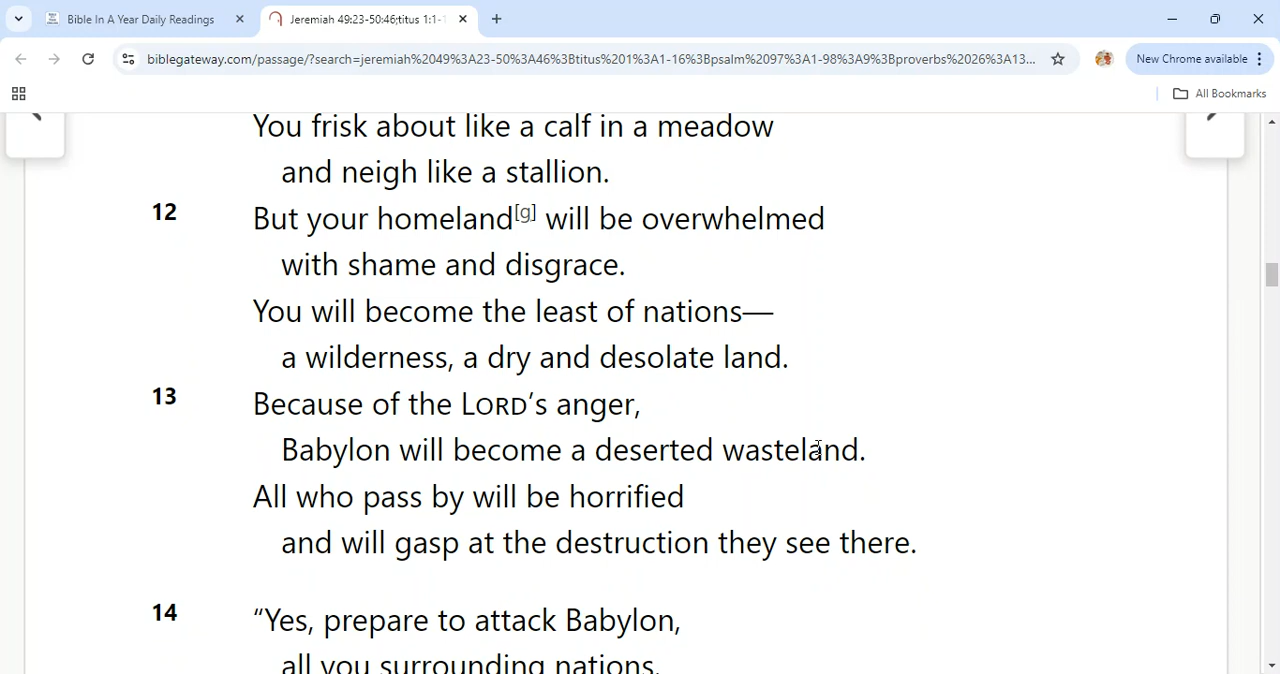 Bible In A Year Daily Readings
Jeremiah 49:23-50:46;titus 1:1-1
biblegateway.com/passage/?search=jeremiah%2049%3A23-50%3A46%3Btitus%201%3A1-16%3Bpsalm%2097%3A1-98%3A9%3Bproverbs%2026%3A13...
New Chrome available
All Bookmarks
You frisk about like a calf in a meadow
and neigh like a stallion.
12 But your homeland[g] will be overwhelmed
with shame and disgrace.
You will become the least of nations—
a wilderness, a dry and desolate land.
13 Because of the LORD’s anger,
Babylon will become a deserted wasteland.
All who pass by will be horrified
and will gasp at the destruction they see there.
14 “Yes, prepare to attack Babylon,
all you surrounding nations.